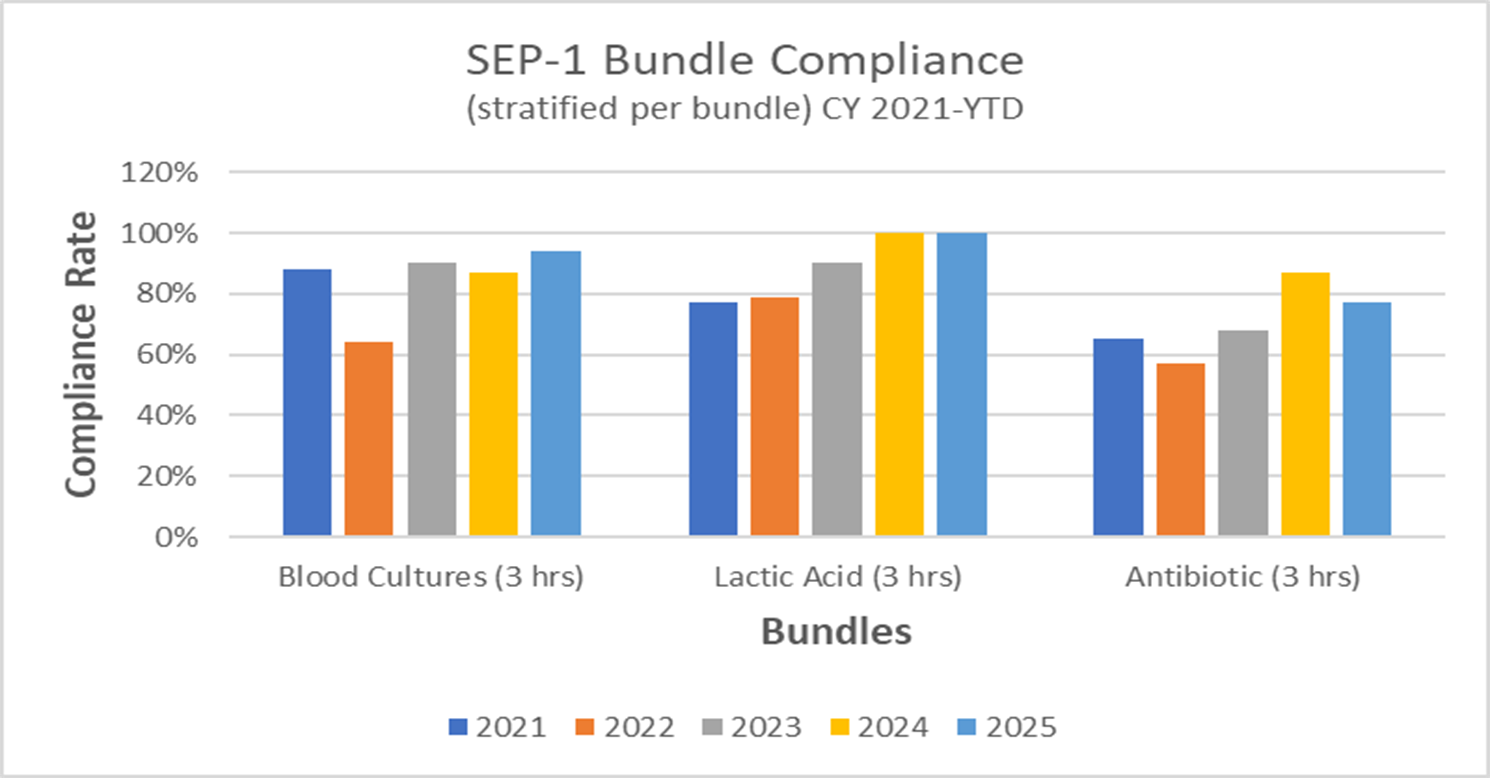 SEP-1 Bundle Compliance
(stratified per bundle) CY 2021-YTD
120%
100%
80%
60%
40%
20%
0%
Compliance Rate
Blood Cultures (3 hrs) Lactic Acid (3 hrs) Antibiotic (3 hrs)
Bundles
2021 2022 2023 2024 2025